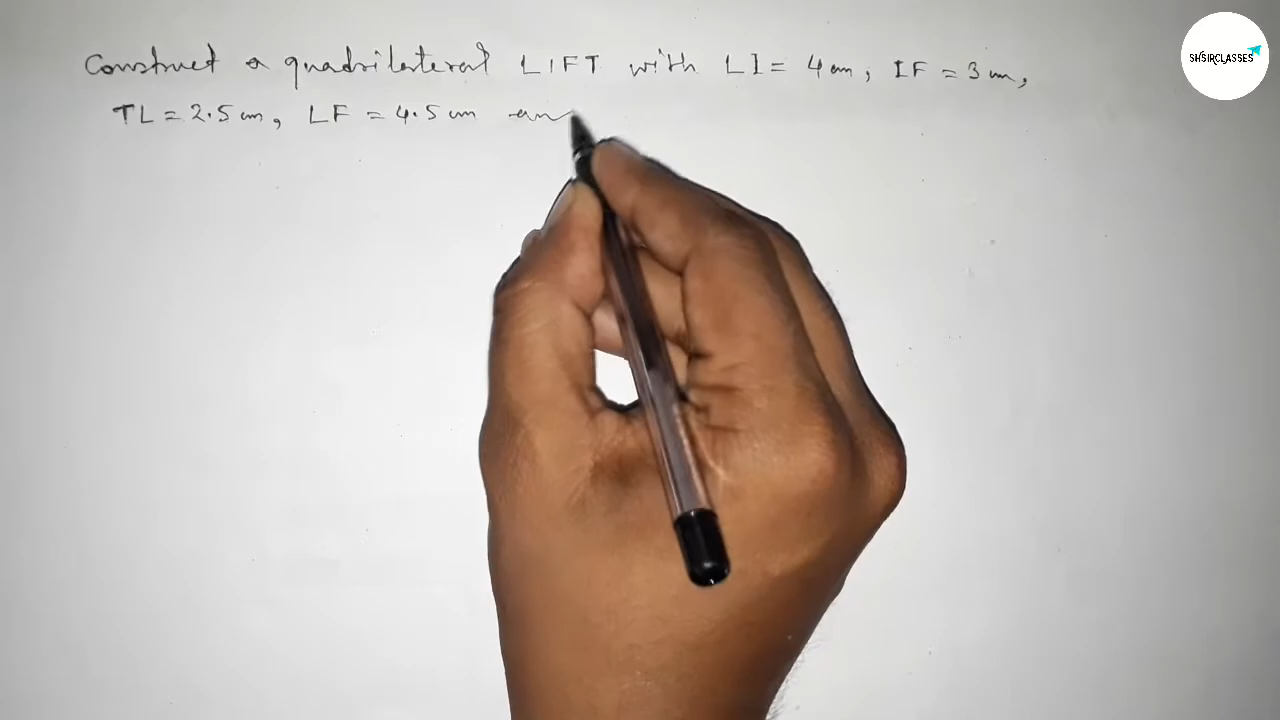 Construct a quadrilateral LIFT with LI = 4 cm, IF = 3 cm,
TL = 2.5 cm, LF = 4.5 cm an
SHSIRCLASSES